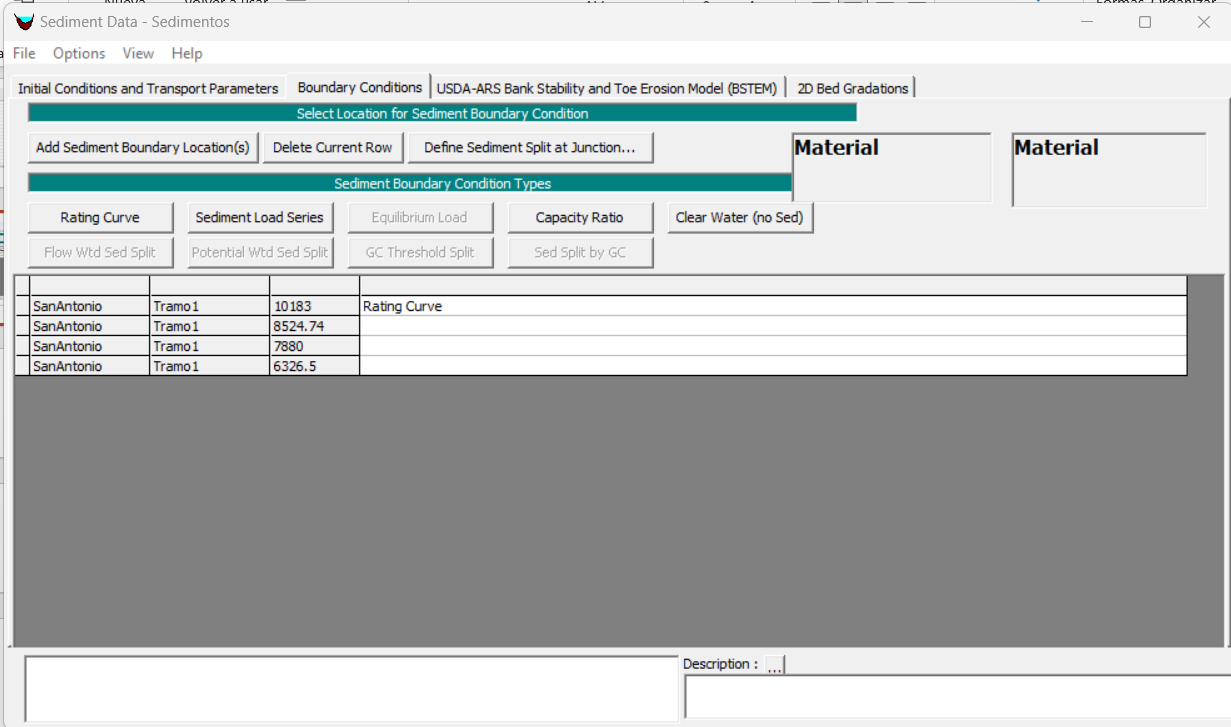 Sediment Data - Sedimentos
File Options View Help
Initial Conditions and Transport Parameters Boundary Conditions USDA-ARS Bank Stability and Toe Erosion Model (BSTEM) 2D Bed Gradations
Select Location for Sediment Boundary Condition
Add Sediment Boundary Location(s) Delete Current Row Define Sediment Split at Junction... Material Material
Sediment Boundary Condition Types
Rating Curve Sediment Load Series Equilibrium Load Capacity Ratio Clear Water (no Sed)
Flow Wtd Sed Split Potential Wtd Sed Split GC Threshold Split Sed Split by GC
SanAntonio Tramo1 10183 Rating Curve
SanAntonio Tramo1 8524.74
SanAntonio Tramo1 7880
SanAntonio Tramo1 6326.5
Description : ...